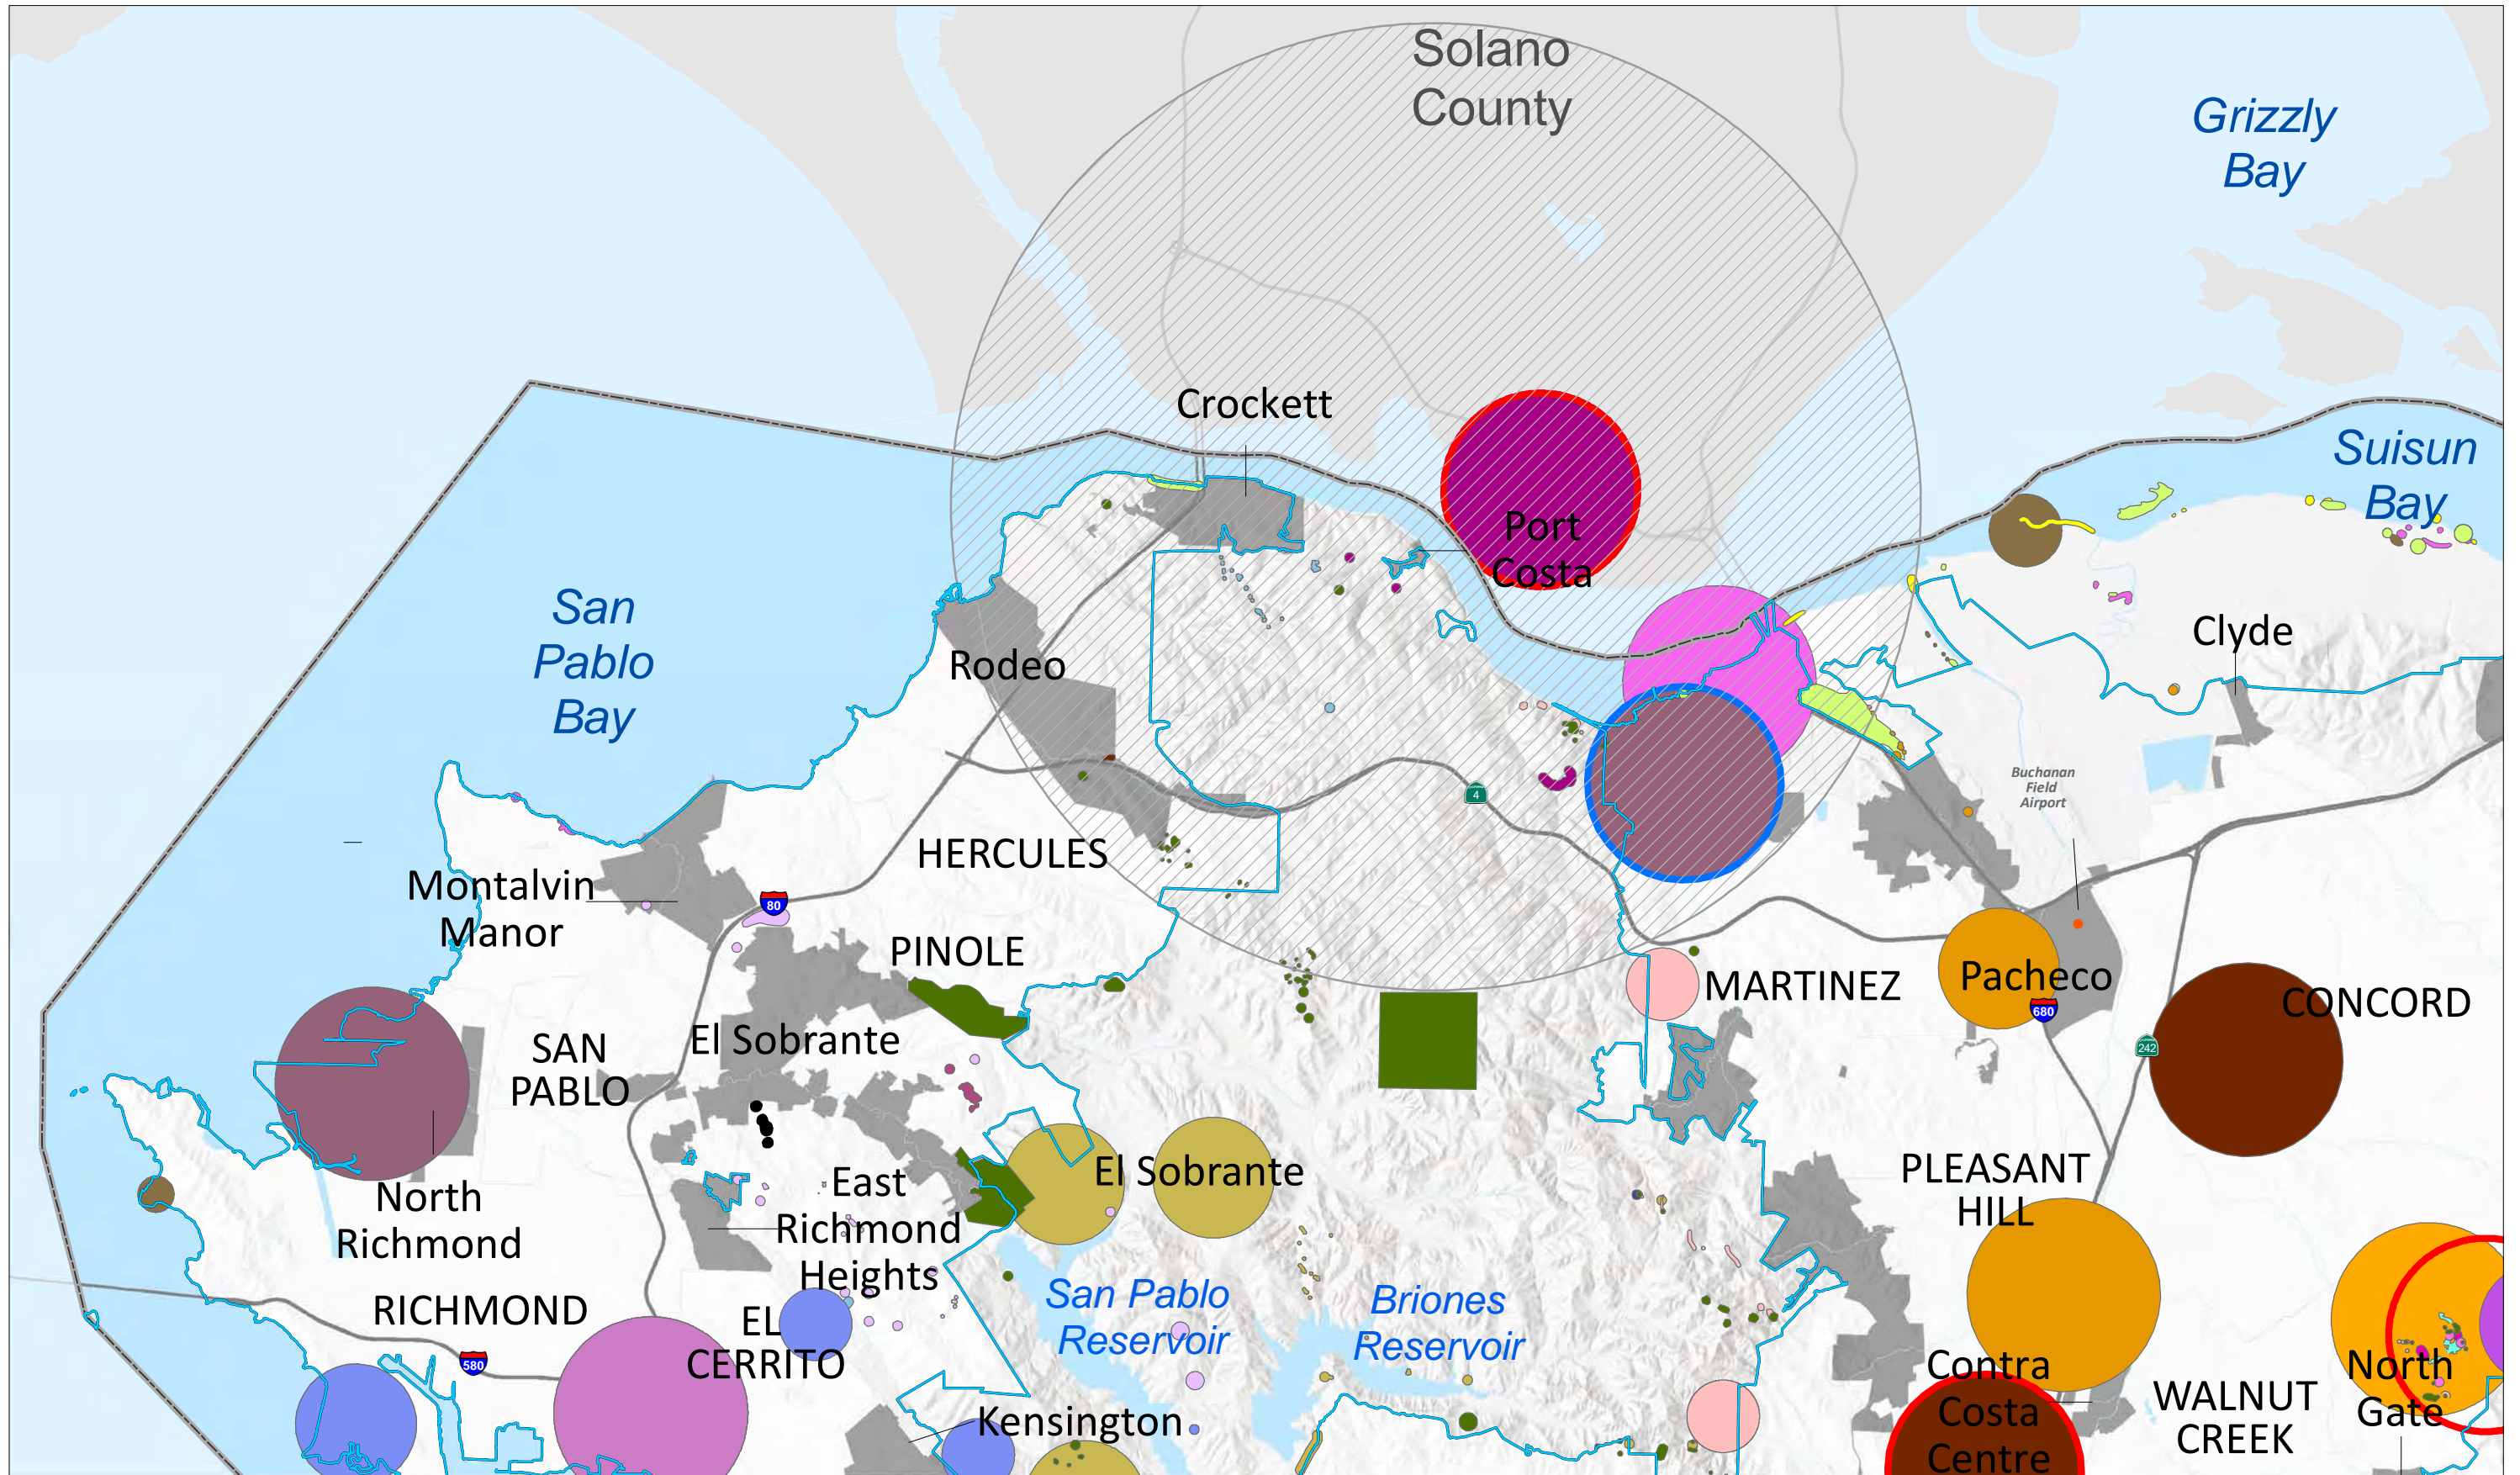 Solano
County
Grizzly
Bay
Suisun
Bay
Crockett
Port
Costa
San
Pablo
Bay
Rodeo
Clyde
Buchanan
Field
Airport
4
HERCULES
Montalvin
Manor
80
PINOLE
MARTINEZ
Pacheco
680
CONCORD
242
SAN
PABLO
El Sobrante
North
Richmond
East
Richmond
Heights
El Sobrante
PLEASANT
HILL
RICHMOND
580
EL
CERRITO
San Pablo
Reservoir
Briones
Reservoir
Kensington
Contra
Costa
Centre
WALNUT
CREEK
North
Gate